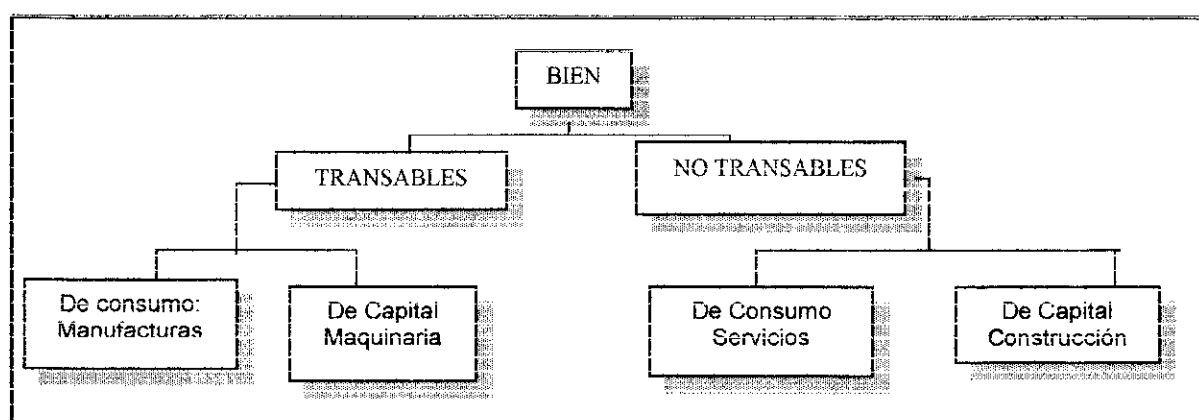 BIEN
TRANSABLES
NO TRANSABLES
De consumo:
Manufacturas
De Capital
Maquinaria
De Consumo
Servicios
De Capital
Construcción